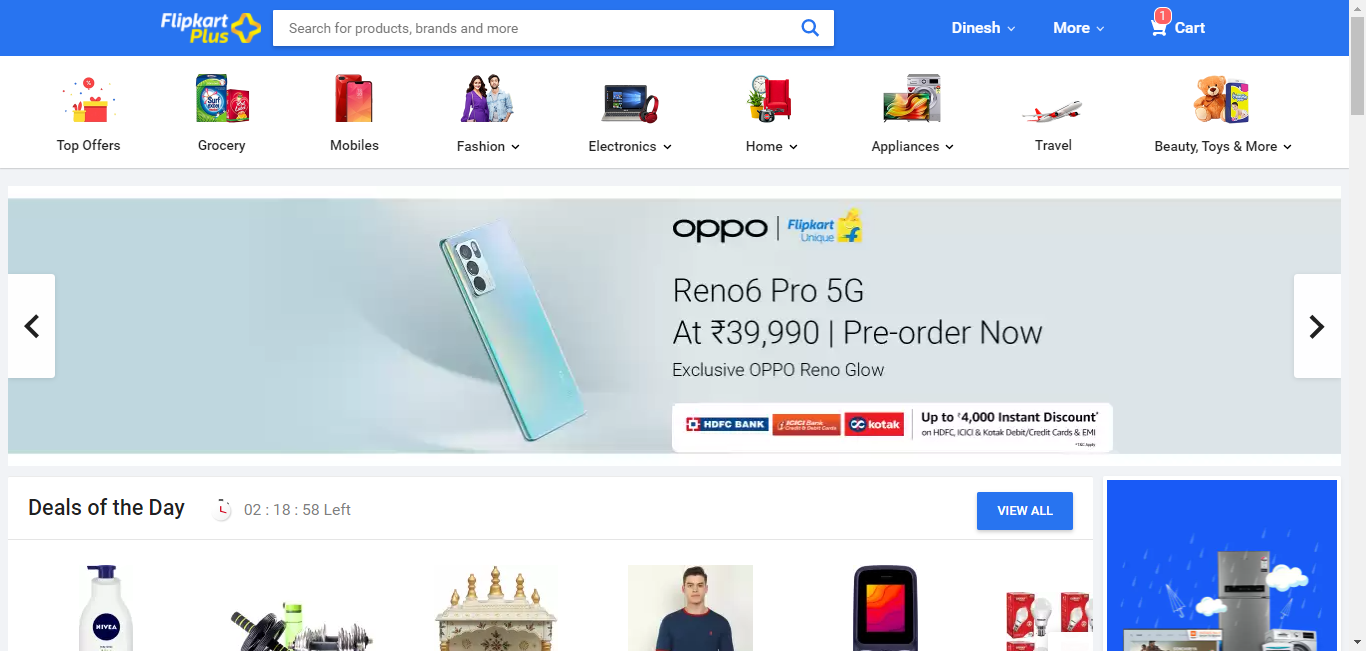 Flipkart
Plus
Search for products, brands and more
Dinesh
More
1
Cart
%
Surf
excel
Top Offers
Grocery
Mobiles
Fashion
Electronics
Home
Appliances
Travel
Beauty, Toys & More
oppo
Flipkart
Unique
Reno6 Pro 5G
At ₹39,990 | Pre-order Now
Exclusive OPPO Reno Glow
HDFC BANK
ICICI Bank
Credit & Debit Cards
kotak
Up to ₹4,000 Instant Discount*
on HDFC, ICICI & Kotak Debit/Credit Cards & EMI
*T&C Apply
Deals of the Day
02 : 18 : 58 Left
VIEW ALL
NIVEA